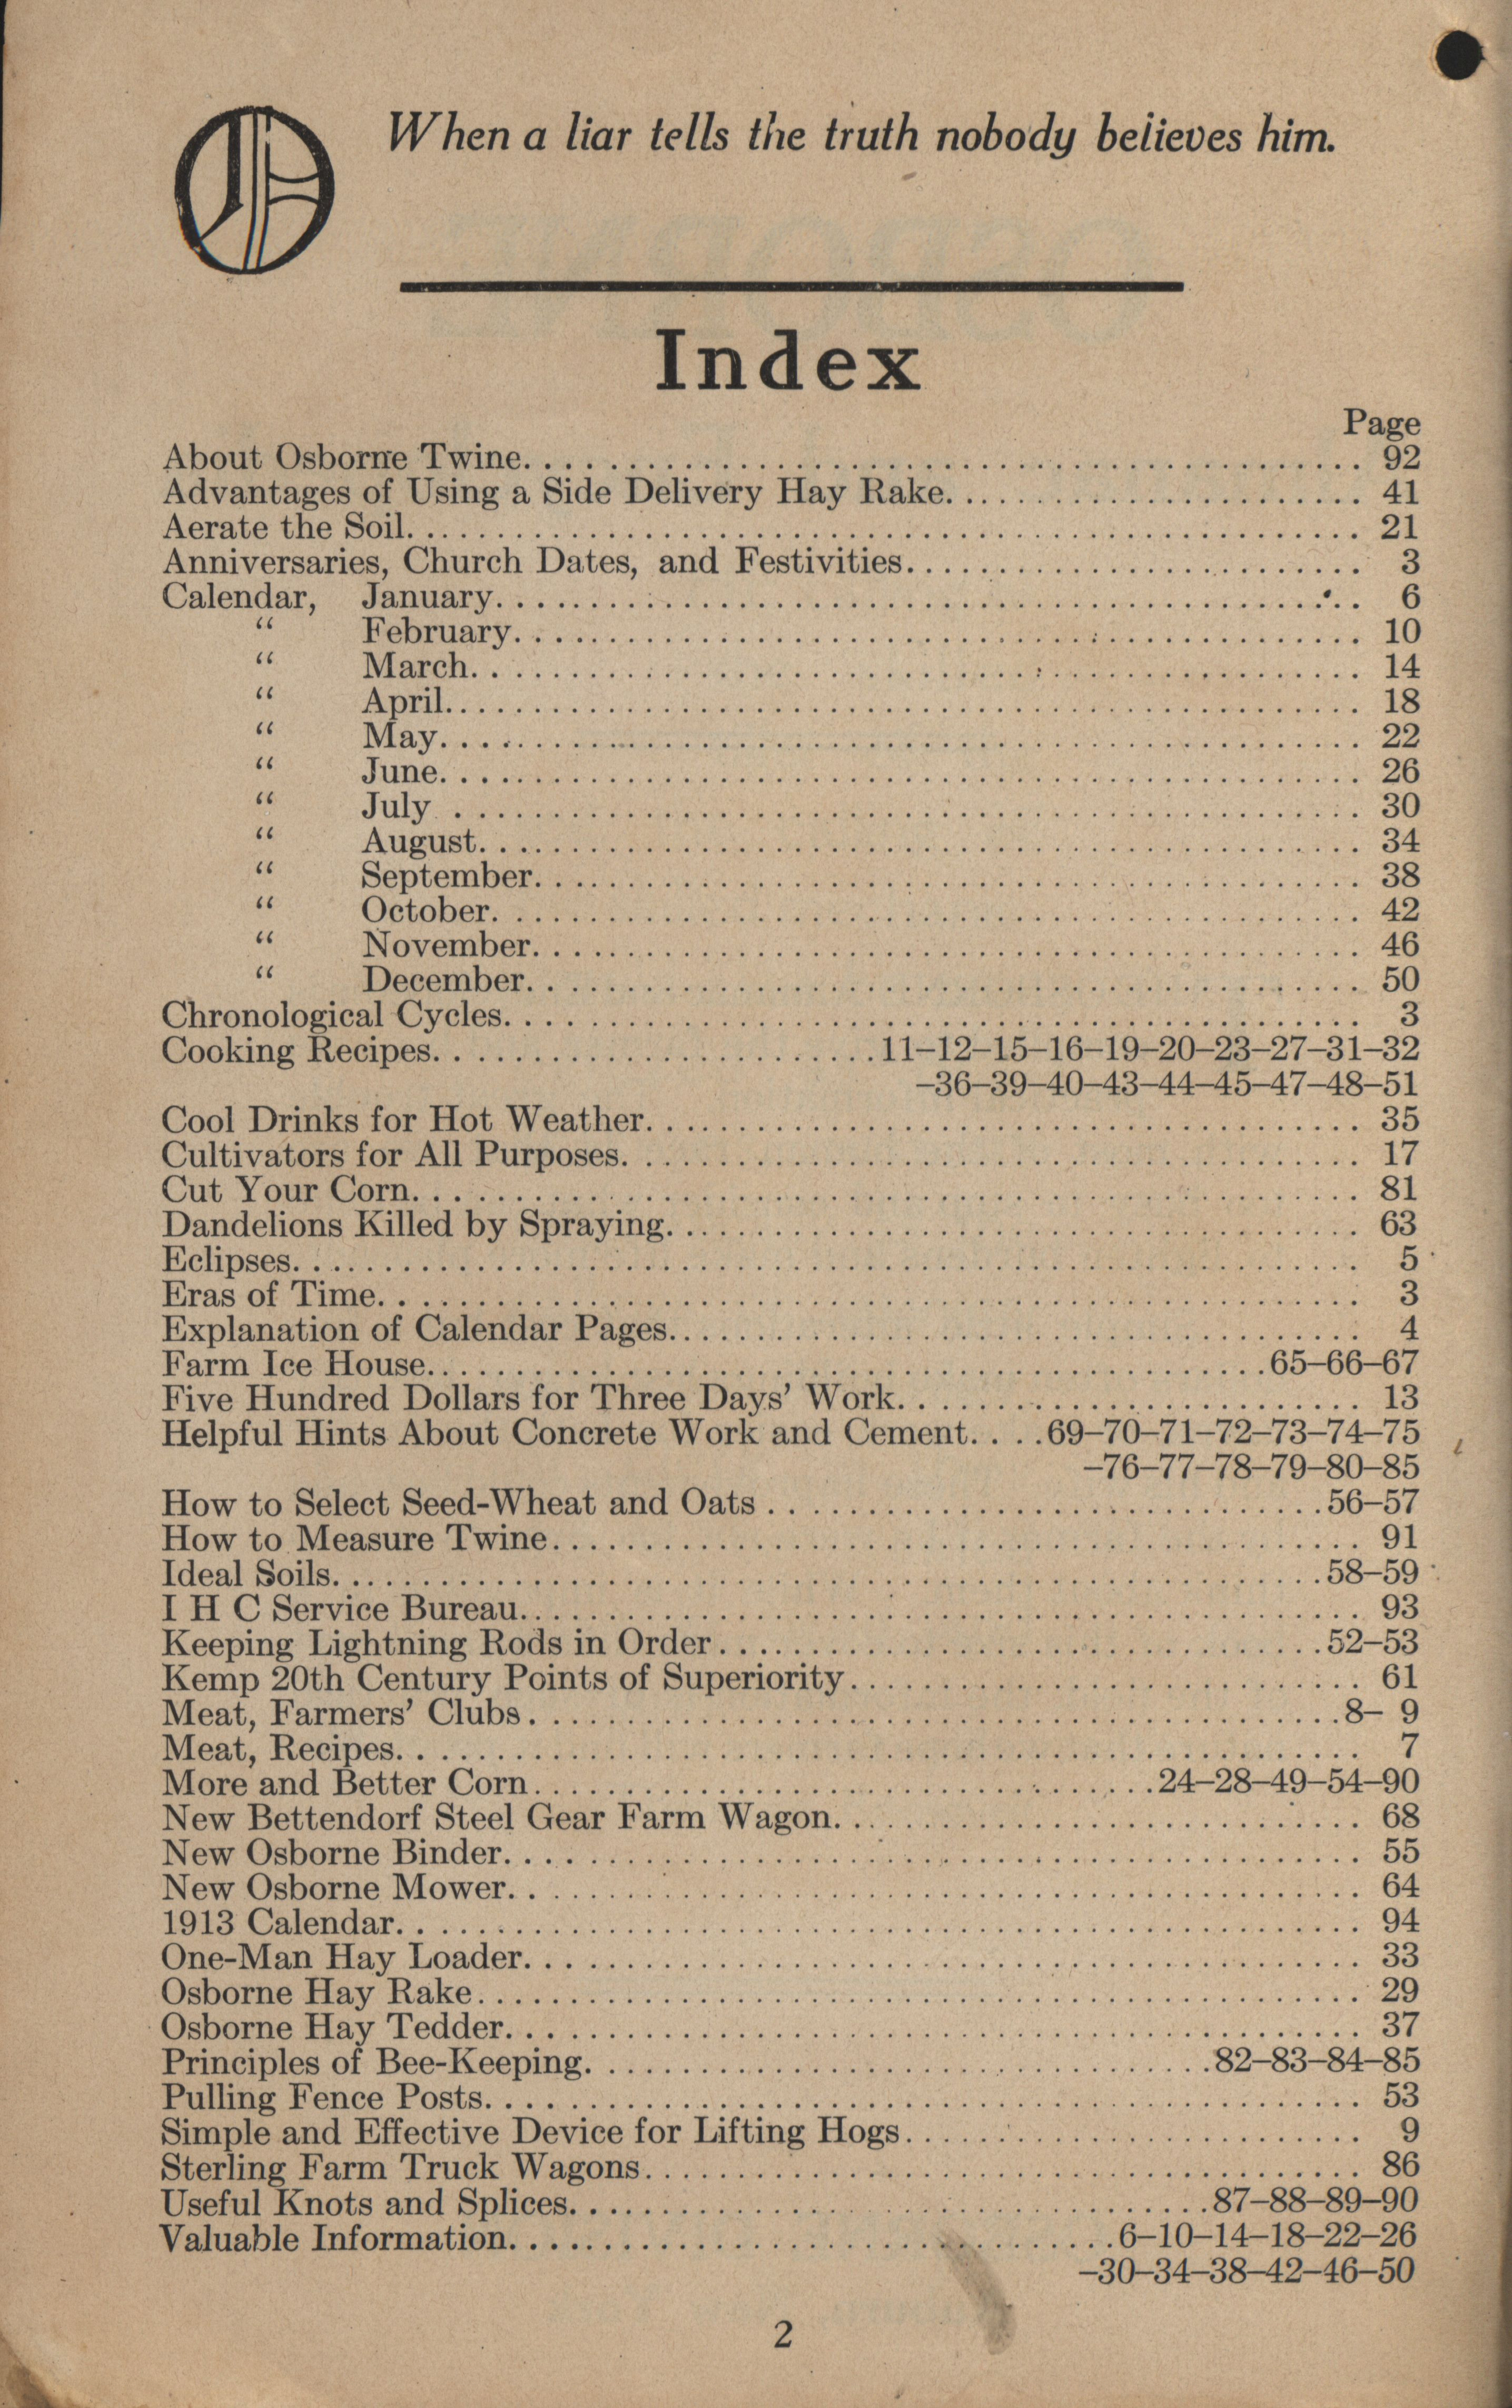 When a liar tells the truth nobody believes him.
Index
Page
About Osborne Twine. . . . . . . . . . . . . . . . . . . . 92
Advantages of Using a Side Delivery Hay Rake. . . . . . . . . . 41
Aerate the Soil. . . . . . . . . . . . . . . . . . . . 21
Anniversaries, Church Dates, and Festivities. . . . . . . . . . 3
Calendar, January. . . . . . . . . . . . . . . . . . . . 6
“ February. . . . . . . . . . . . . . . . . . . . 10
“ March. . . . . . . . . . . . . . . . . . . . 14
“ April. . . . . . . . . . . . . . . . . . . . 18
“ May. . . . . . . . . . . . . . . . . . . . 22
“ June. . . . . . . . . . . . . . . . . . . . 26
“ July . . . . . . . . . . . . . . . . . . . . 30
“ August. . . . . . . . . . . . . . . . . . . . 34
“ September. . . . . . . . . . . . . . . . . . . . 38
“ October. . . . . . . . . . . . . . . . . . . . 42
“ November. . . . . . . . . . . . . . . . . . . . 46
“ December. . . . . . . . . . . . . . . . . . . . 50
Chronological Cycles. . . . . . . . . . . . . . . . . . . . 3
Cooking Recipes. . . . . . . . . . 11–12–15–16–19–20–23–27–31–32
–36–39–40–43–44–45–47–48–51
Cool Drinks for Hot Weather. . . . . . . . . . . . . . . 35
Cultivators for All Purposes. . . . . . . . . . . . . . . 17
Cut Your Corn. . . . . . . . . . . . . . . . . . . . 81
Dandelions Killed by Spraying. . . . . . . . . . . . . . . 63
Eclipses. . . . . . . . . . . . . . . . . . . . 5
Eras of Time. . . . . . . . . . . . . . . . . . . . 3
Explanation of Calendar Pages. . . . . . . . . . . . . . . 4
Farm Ice House. . . . . . . . . . . . . . . . . . . . 65–66–67
Five Hundred Dollars for Three Days’ Work. . . . . . . . . . 13
Helpful Hints About Concrete Work and Cement. . . .69–70–71–72–73–74–75
–76–77–78–79–80–85
How to Select Seed-Wheat and Oats . . . . . . . . . . 56–57
How to Measure Twine. . . . . . . . . . . . . . . . . . . . 91
Ideal Soils. . . . . . . . . . . . . . . . . . . . 58–59
I H C Service Bureau. . . . . . . . . . . . . . . . . . . . 93
Keeping Lightning Rods in Order. . . . . . . . . . . . . . . 52–53
Kemp 20th Century Points of Superiority. . . . . . . . . . 61
Meat, Farmers’ Clubs. . . . . . . . . . . . . . . . . . . . 8– 9
Meat, Recipes. . . . . . . . . . . . . . . . . . . . 7
More and Better Corn. . . . . . . . . . . . . . . 24–28–49–54–90
New Bettendorf Steel Gear Farm Wagon. . . . . . . . . . 68
New Osborne Binder. . . . . . . . . . . . . . . . . . . . 55
New Osborne Mower. . . . . . . . . . . . . . . . . . . . 64
1913 Calendar. . . . . . . . . . . . . . . . . . . . 94
One-Man Hay Loader. . . . . . . . . . . . . . . . . . . . 33
Osborne Hay Rake. . . . . . . . . . . . . . . . . . . . 29
Osborne Hay Tedder. . . . . . . . . . . . . . . . . . . . 37
Principles of Bee-Keeping. . . . . . . . . . . . . . . 82–83–84–85
Pulling Fence Posts. . . . . . . . . . . . . . . . . . . . 53
Simple and Effective Device for Lifting Hogs. . . . . . . . . . 9
Sterling Farm Truck Wagons. . . . . . . . . . . . . . . 86
Useful Knots and Splices. . . . . . . . . . . . . . . 87–88–89–90
Valuable Information. . . . . . . . . . . . . . . 6–10–14–18–22–26
–30–34–38–42–46–50
2